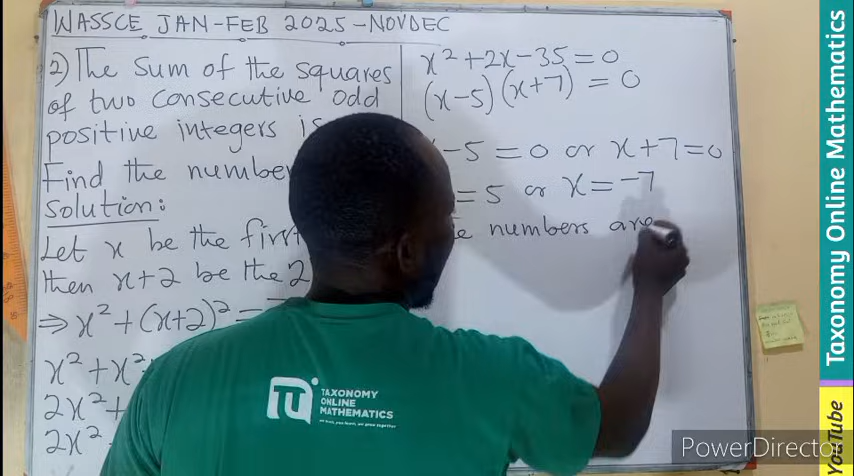 WASSCE JAN-FEB 2025-NOVDEC
2) The sum of the squares
of two consecutive odd
positive integers is
Find the number
Solution:
Let x be the first
then x+2 be the 2
⇒ x² + (x+2)² =
x² + x²
2x² +
2x²
x² + 2x - 35 = 0
(x-5)(x+7) = 0
- 5 = 0 or x+7 = 0
= 5 or x = -7
numbers are
TU
TAXONOMY
ONLINE
MATHEMATICS
Taxonomy Online Mathematics
YouTube
PowerDirector